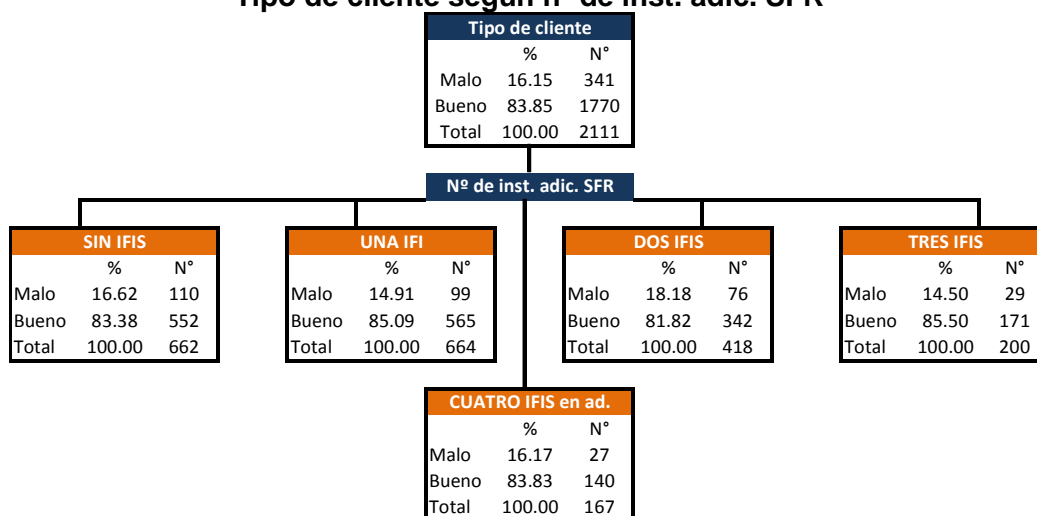 Tipo de cliente según nº de inst. adic. SFR
Tipo de cliente
% N°
Malo 16.15 341
Bueno 83.85 1770
Total 100.00 2111
Nº de inst. adic. SFR
SIN IFIS
% N°
Malo 16.62 110
Bueno 83.38 552
Total 100.00 662
UNA IFI
% N°
Malo 14.91 99
Bueno 85.09 565
Total 100.00 664
DOS IFIS
% N°
Malo 18.18 76
Bueno 81.82 342
Total 100.00 418
TRES IFIS
% N°
Malo 14.50 29
Bueno 85.50 171
Total 100.00 200
CUATRO IFIS en ad.
% N°
Malo 16.17 27
Bueno 83.83 140
Total 100.00 167